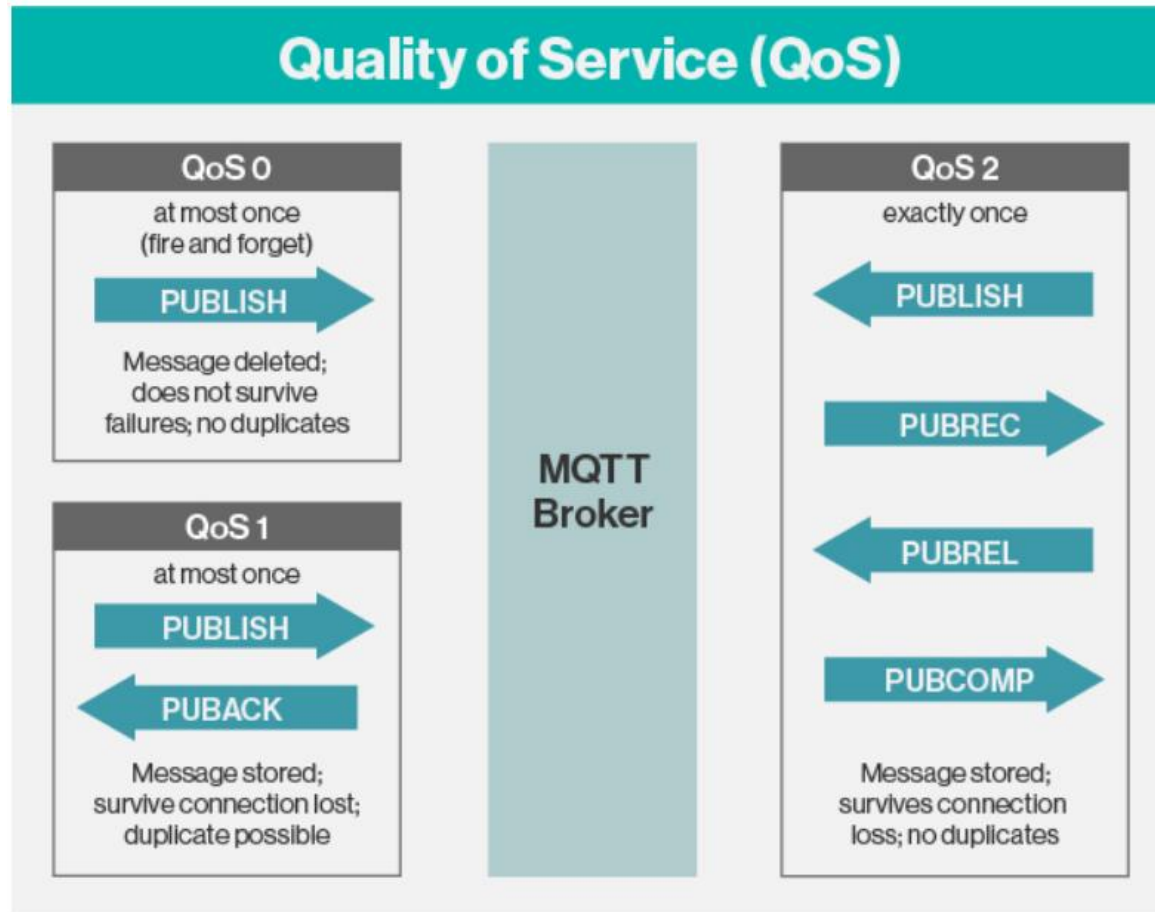 Quality of Service (QoS)
QoS 0
at most once
(fire and forget)
PUBLISH
Message deleted;
does not survive
failures; no duplicates
QoS 1
at most once
PUBLISH
PUBACK
Message stored;
survive connection lost;
duplicate possible
MQTT
Broker
QoS 2
exactly once
PUBLISH
PUBREC
PUBREL
PUBCOMP
Message stored;
survives connection
loss; no duplicates